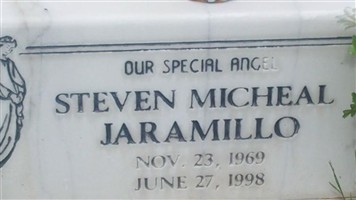 OUR SPECIAL ANGEL
STEVEN MICHEAL
JARAMILLO
NOV. 23, 1969
JUNE 27, 1998